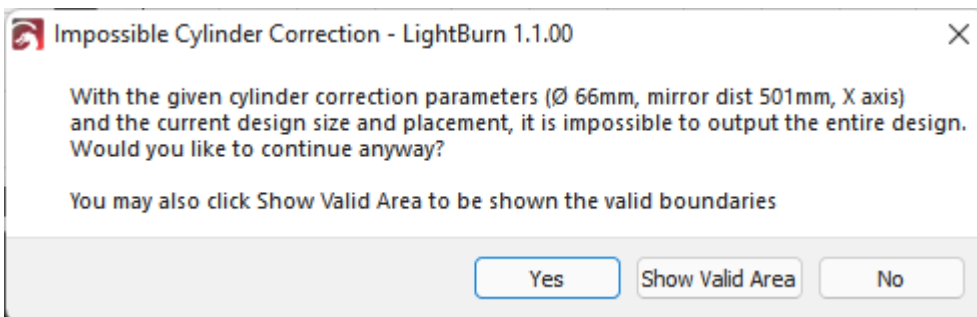 Impossible Cylinder Correction - LightBurn 1.1.00
With the given cylinder correction parameters (Ø 66mm, mirror dist 501mm, X axis)
and the current design size and placement, it is impossible to output the entire design.
Would you like to continue anyway?
You may also click Show Valid Area to be shown the valid boundaries
Yes Show Valid Area No